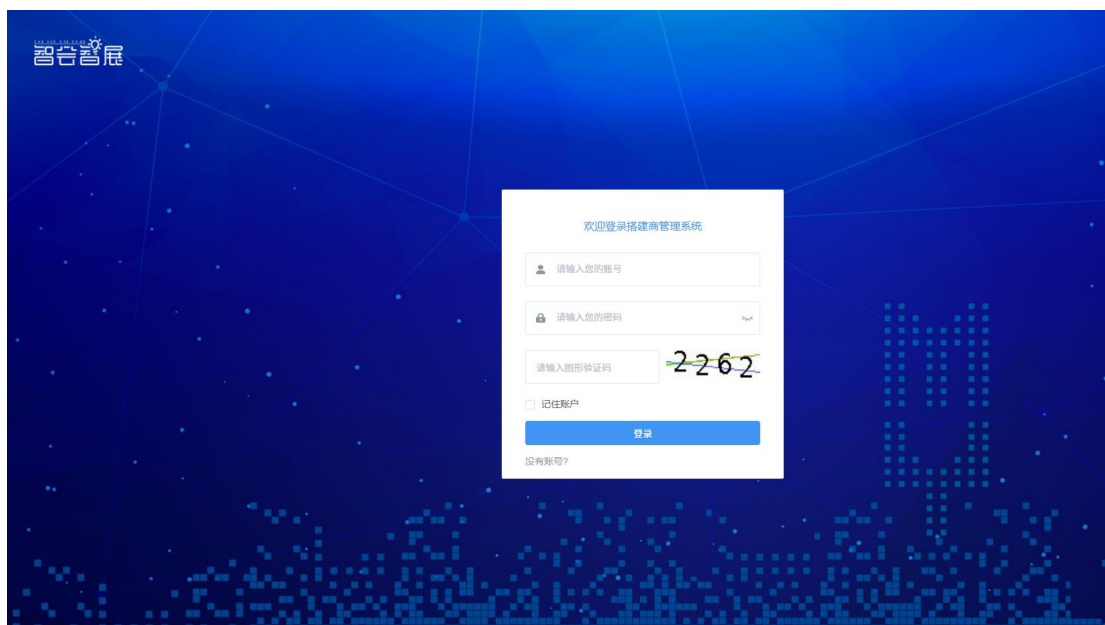 智会智展
欢迎登录搭建商管理系统
请输入您的账号
请输入您的密码
请输入图形验证码
2262
记住账户
登录
没有账号?